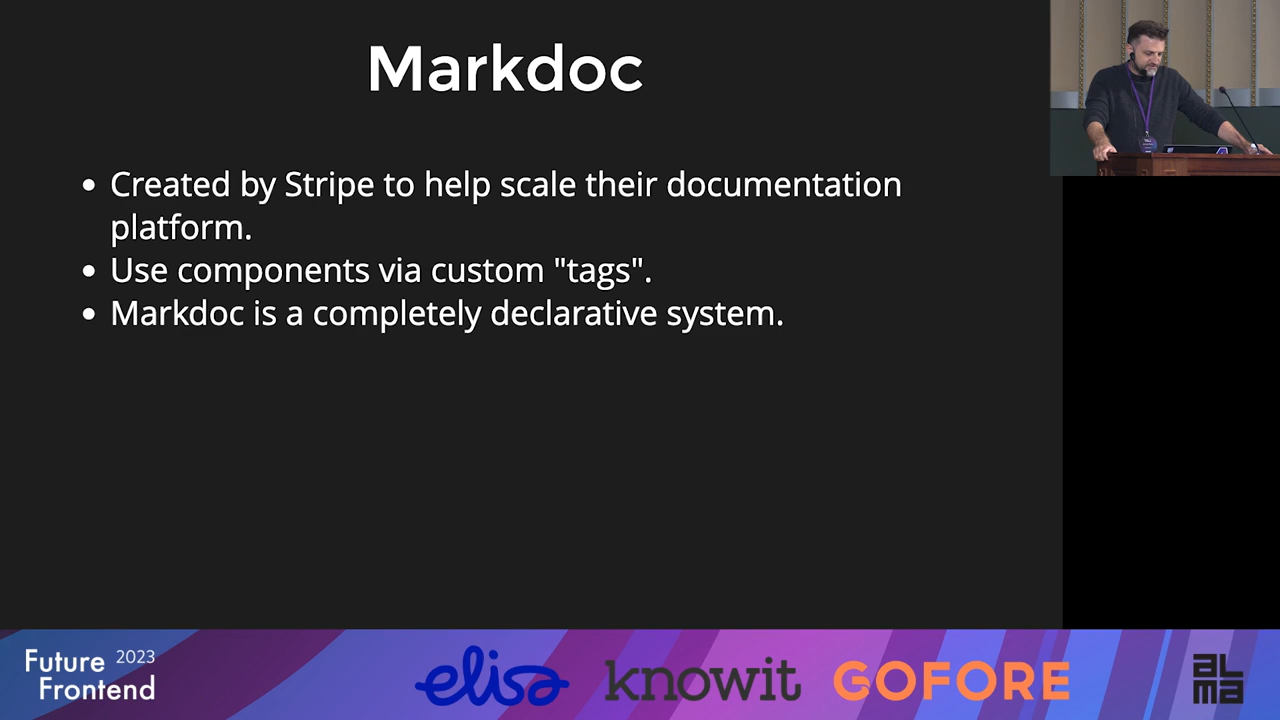 Markdoc
Created by Stripe to help scale their documentation
platform.
Use components via custom "tags".
Markdoc is a completely declarative system.
Future 2023
Frontend
elisa
knowit
GOFORE
aLma